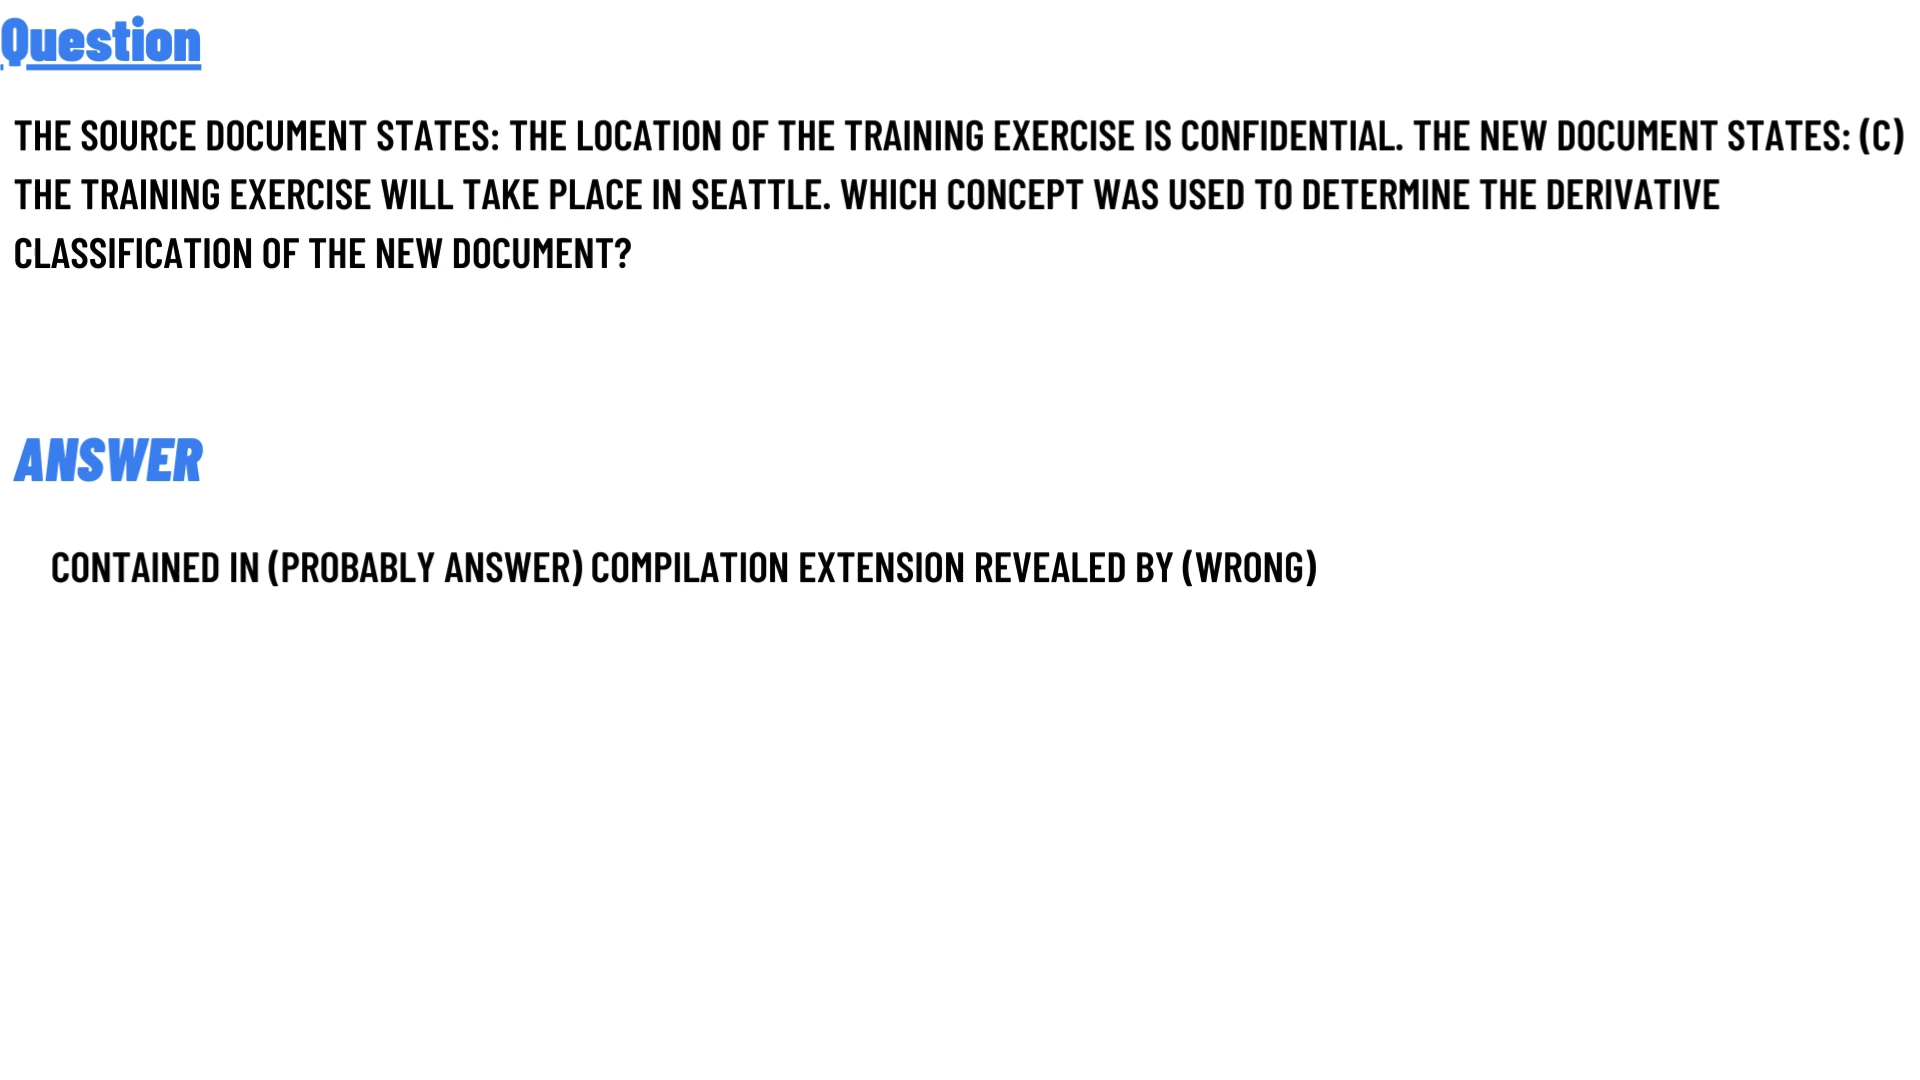 Question
THE SOURCE DOCUMENT STATES: THE LOCATION OF THE TRAINING EXERCISE IS CONFIDENTIAL. THE NEW DOCUMENT STATES: (C)
THE TRAINING EXERCISE WILL TAKE PLACE IN SEATTLE. WHICH CONCEPT WAS USED TO DETERMINE THE DERIVATIVE
CLASSIFICATION OF THE NEW DOCUMENT?
ANSWER
CONTAINED IN (PROBABLY ANSWER) COMPILATION EXTENSION REVEALED BY (WRONG)